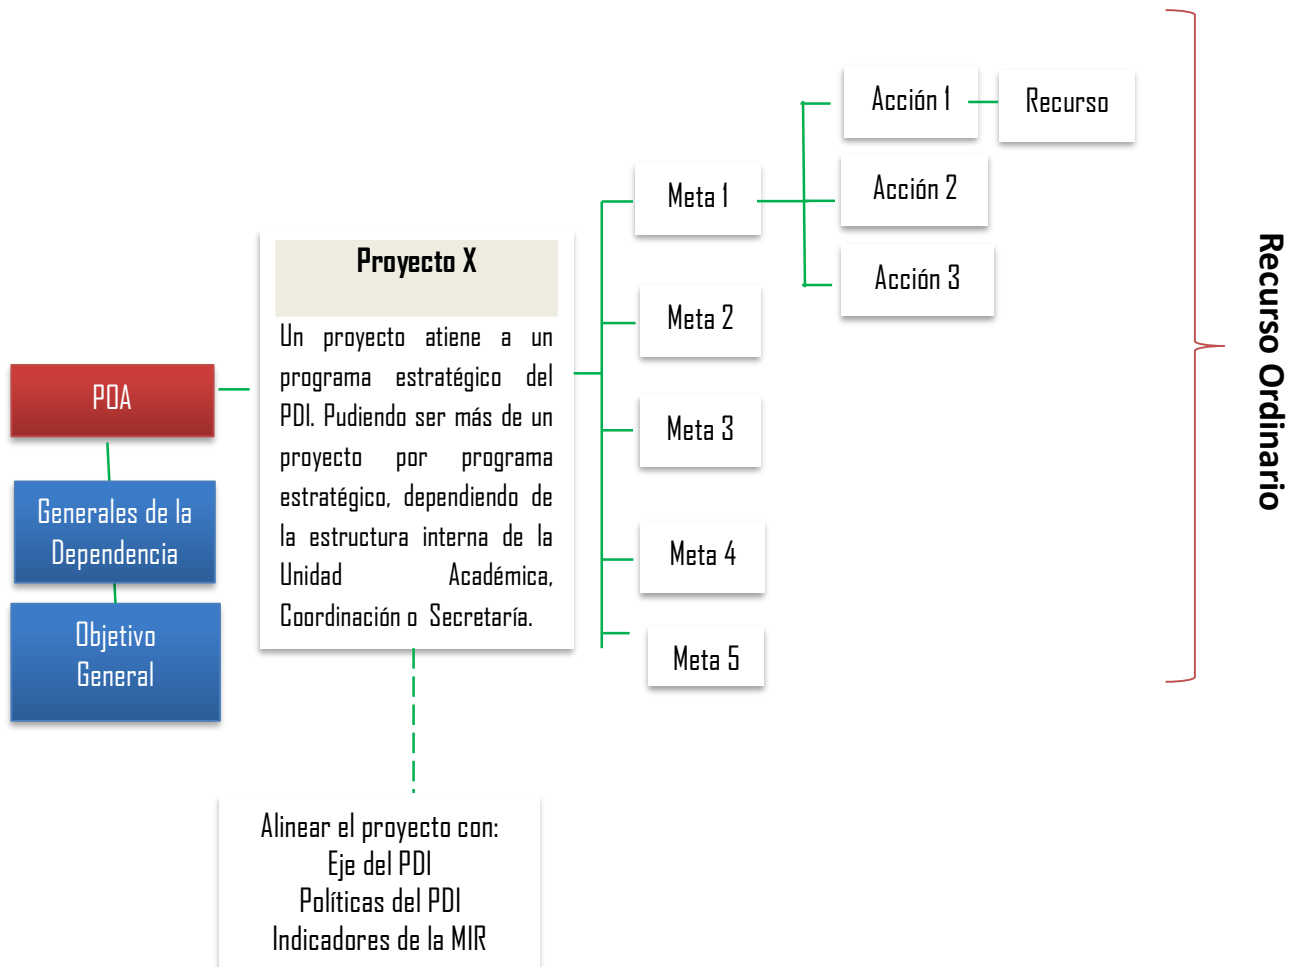 Acción 1
Recurso
Acción 2
Acción 3
Meta 1
Meta 2
Meta 3
Meta 4
Meta 5
Proyecto X
Un proyecto atiene a un
programa estratégico del
PDI. Pudiendo ser más de un
proyecto por programa
estratégico, dependiendo de
la estructura interna de la
Unidad Académica,
Coordinación o Secretaría.
POA
Generales de la
Dependencia
Objetivo
General
Alinear el proyecto con:
Eje del PDI
Políticas del PDI
Indicadores de la MIR
Recurso Ordinario